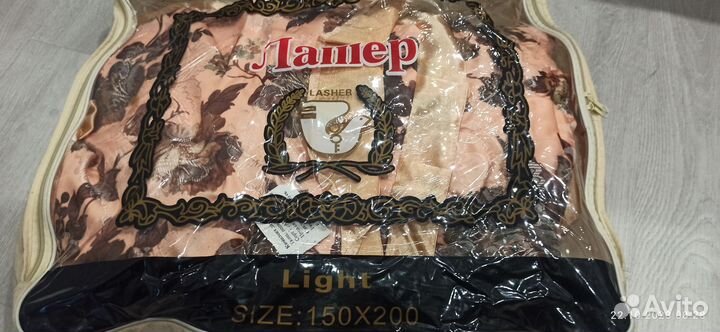 Лашер
LASHER
Light
SIZE:150X200
Avito